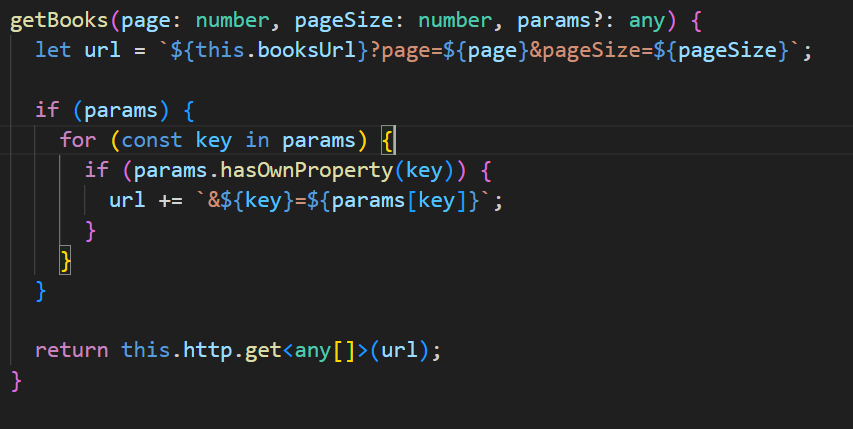 getBooks(page: number, pageSize: number, params?: any) {
  let url = `${this.booksUrl}?page=${page}&pageSize=${pageSize}`;

  if (params) {
    for (const key in params) {
      if (params.hasOwnProperty(key)) {
        url += `&${key}=${params[key]}`;
      }
    }
  }

  return this.http.get<any[]>(url);
}